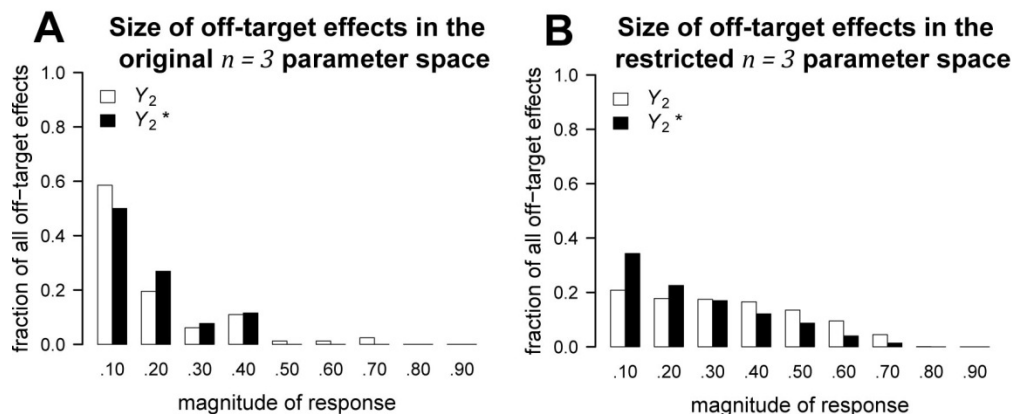 A
Size of off-target effects in the
original n = 3 parameter space
fraction of all off−target effects
1.0
0.8
0.6
0.4
0.2
0.0
Y2
Y2 *
.10 .20 .30 .40 .50 .60 .70 .80 .90
magnitude of response
B
Size of off-target effects in the
restricted n = 3 parameter space
fraction of all off−target effects
1.0
0.8
0.6
0.4
0.2
0.0
Y2
Y2 *
.10 .20 .30 .40 .50 .60 .70 .80 .90
magnitude of response